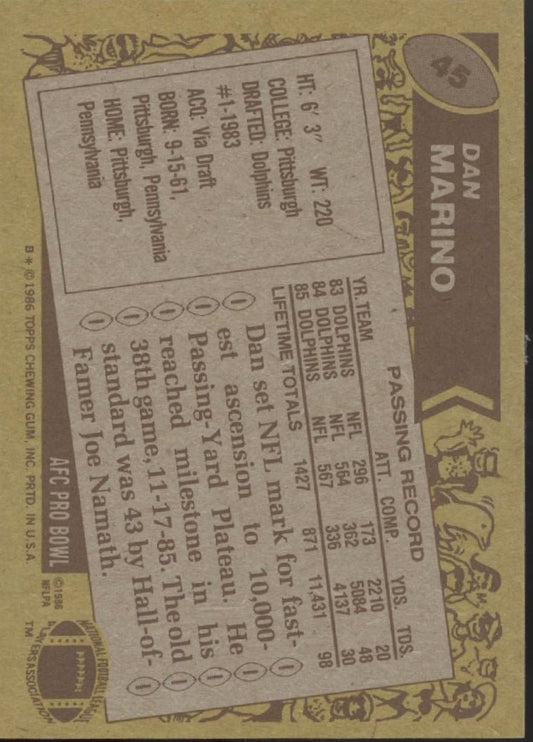 45
DAN
MARINO
HT: 6' 3" WT: 220
COLLEGE: Pittsburgh
DRAFTED: Dolphins
#1-1983
ACQ: Via Draft
BORN: 9-15-61,
Pittsburgh, Pennsylvania
HOME: Pittsburgh,
Pennsylvania
PASSING RECORD
YR. TEAM ATT. COMP. YDS. TDS.
83 DOLPHINS NFL 296 173 2210 20
84 DOLPHINS NFL 564 362 5084 48
85 DOLPHINS NFL 567 336 4137 30
LIFETIME TOTALS 1427 871 11,431 98
Dan set NFL mark for fast-
est ascension to 10,000-
Passing-Yard Plateau. He
reached milestone in his
38th game, 11-17-85. The old
standard was 43 by Hall-of-
Famer Joe Namath.
AFC PRO BOWL
©1986
NFLPA
NATIONAL FOOTBALL
PLAYERS ASSOCIATION
TM
B * © 1986 TOPPS CHEWING GUM, INC. PRTD. IN U.S.A.